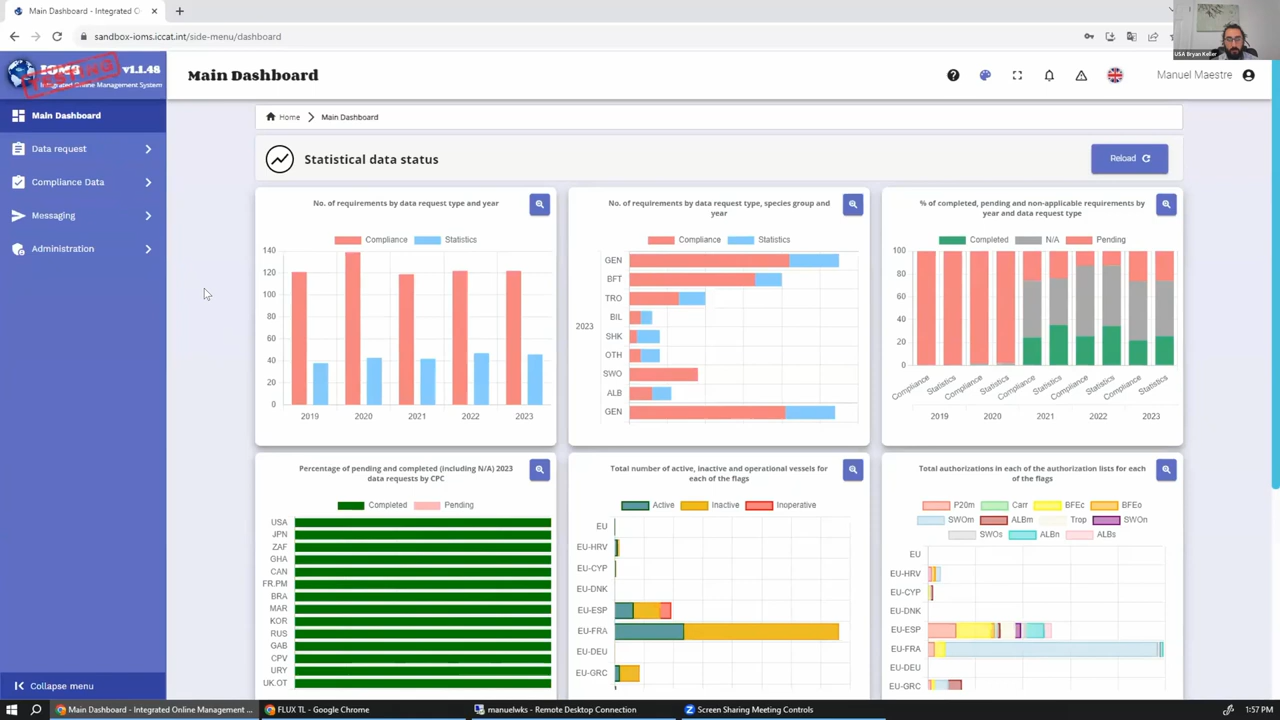 Main Dashboard - Integrated O
sandbox-ioms.iccat.int/side-menu/dashboard
USA Bryan Keller
IOMS
v1.1.48
TESTING
Integrated Online Management System
Main Dashboard
Manuel Maestre
Main Dashboard
Data request
Compliance Data
Messaging
Administration
Collapse menu
Home
Main Dashboard
Statistical data status
Reload
No. of requirements by data request type and year
Compliance
Statistics
140
120
100
80
60
40
20
0
2019
2020
2021
2022
2023
No. of requirements by data request type, species group and
year
Compliance
Statistics
2023
GEN
BFT
TRO
BIL
SHK
OTH
SWO
ALB
GEN
% of completed, pending and non-applicable requirements by
year and data request type
Completed
N/A
Pending
100
80
60
40
20
0
Compliance
Statistics
Compliance
Statistics
Compliance
Statistics
Compliance
Statistics
Compliance
Statistics
2019
2020
2021
2022
2023
Percentage of pending and completed (including N/A) 2023
data requests by CPC
Completed
Pending
USA
JPN
ZAF
GHA
CAN
FR.PM
BRA
MAR
KOR
RUS
GAB
CPV
URY
UK.OT
Total number of active, inactive and operational vessels for
each of the flags
Active
Inactive
Inoperative
EU
EU-HRV
EU-CYP
EU-DNK
EU-ESP
EU-FRA
EU-DEU
EU-GRC
Total authorizations in each of the authorization lists for each
of the flags
P20m
Carr
BFEc
BFEo
SWOm
ALBm
Trop
SWOn
SWOs
ALBn
ALBs
EU
EU-HRV
EU-CYP
EU-DNK
EU-ESP
EU-FRA
EU-DEU
EU-GRC
Main Dashboard - Integrated Online Management ...
FLUX TL - Google Chrome
manuelwks - Remote Desktop Connection
Screen Sharing Meeting Controls
1:57 PM